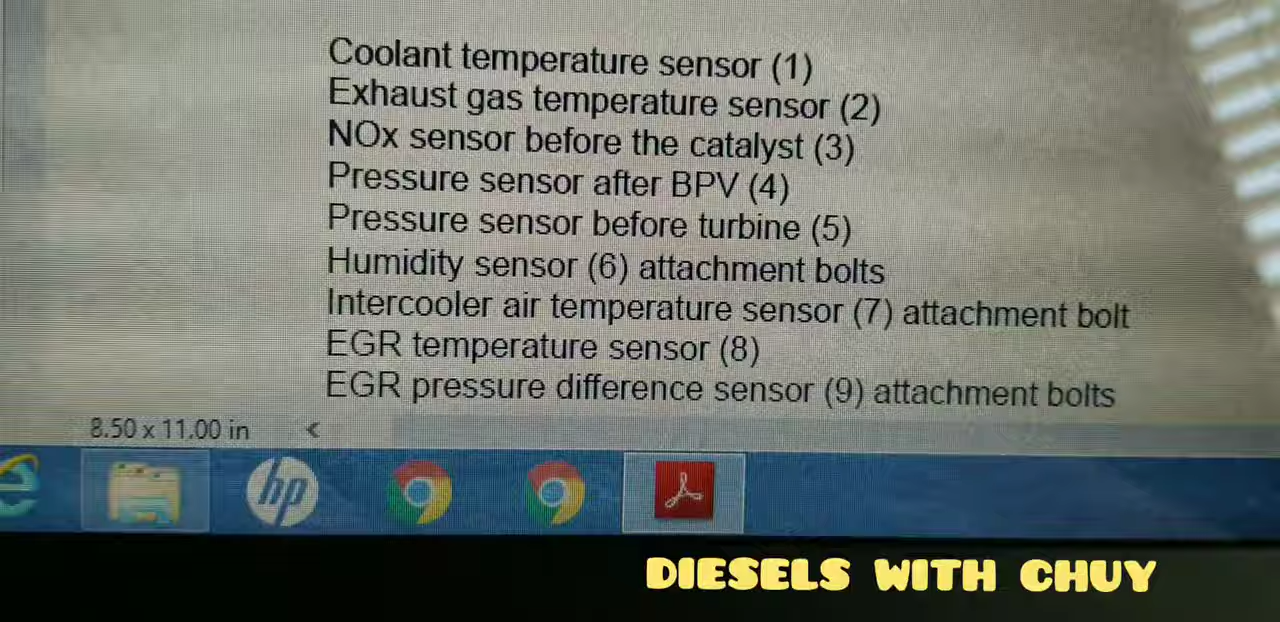 Coolant temperature sensor (1)
Exhaust gas temperature sensor (2)
NOx sensor before the catalyst (3)
Pressure sensor after BPV (4)
Pressure sensor before turbine (5)
Humidity sensor (6) attachment bolts
Intercooler air temperature sensor (7) attachment bolt
EGR temperature sensor (8)
EGR pressure difference sensor (9) attachment bolts
8.50 x 11.00 in <
hp
DIESELS WITH CHUY